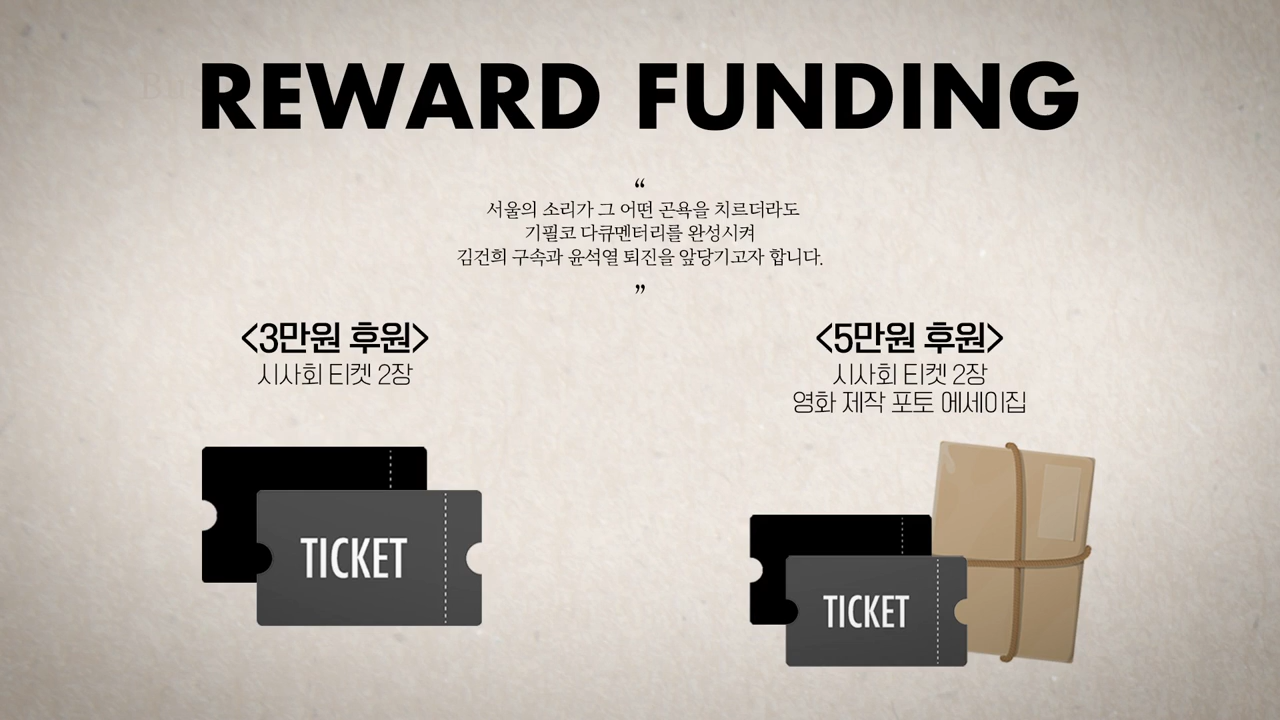 REWARD FUNDING
“
서울의 소리가 그 어떤 곤욕을 치르더라도
기필코 다큐멘터리를 완성시켜
김건희 구속과 윤석열 퇴진을 앞당기고자 합니다.
”
<3만원 후원>
시사회 티켓 2장
<5만원 후원>
시사회 티켓 2장
영화 제작 포토 에세이집
TICKET
TICKET